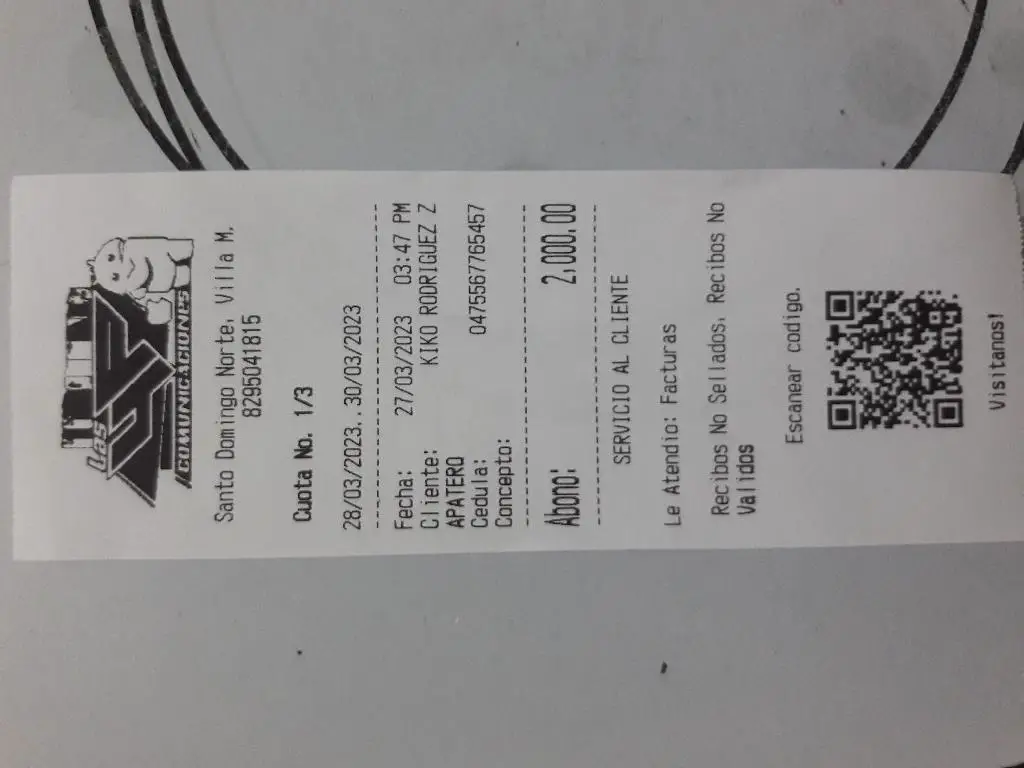 Las JR
COMUNICACIONES
Santo Domingo Norte, Villa M.
8295041815
Cuota No. 1/3
28/03/2023.. 30/03/2023
Fecha: 27/03/2023 03:47 PM
Cliente: KIKO RODRIGUEZ Z
APATERO
Cedula: 0475567765457
Concepto:
Abono: 2,000.00
SERVICIO AL CLIENTE
Le Atendio: Facturas
Recibos No Sellados, Recibos No
Validos
Escanear codigo.
Visitanos!